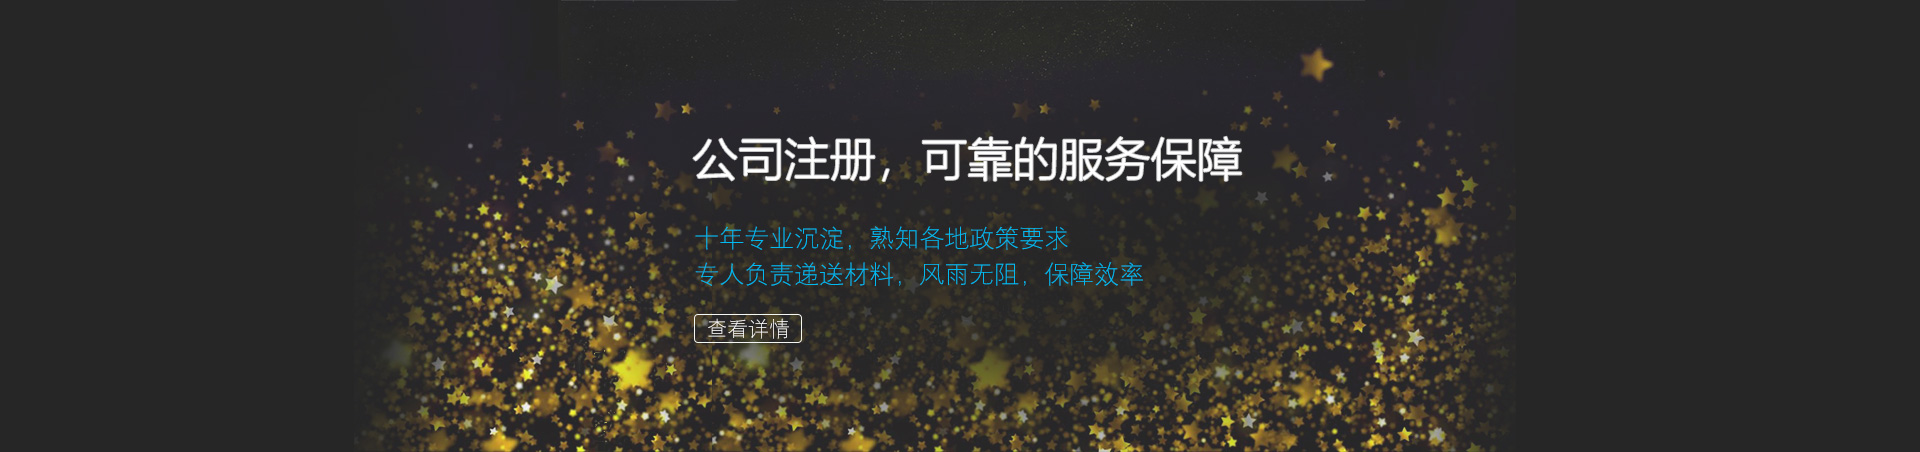 公司注册，可靠的服务保障
十年专业沉淀，熟知各地政策要求
专人负责递送材料，风雨无阻，保障效率
查看详情